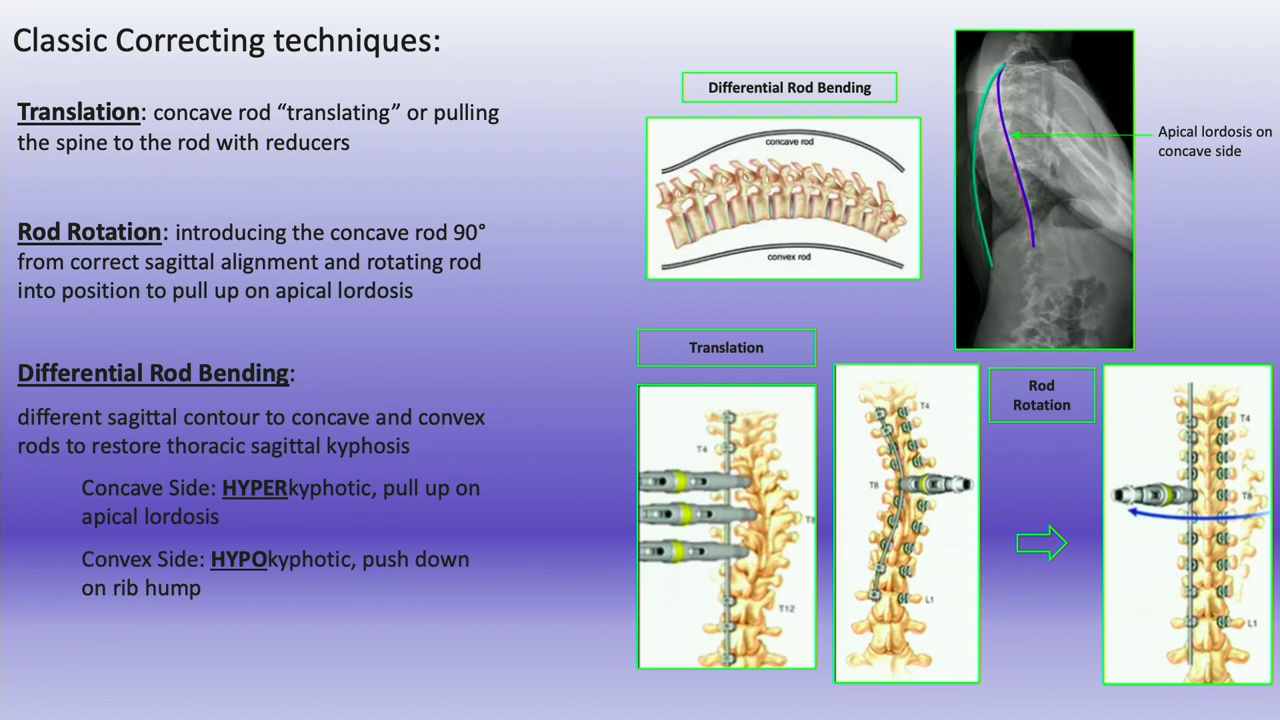 Classic Correcting techniques:
Translation: concave rod “translating” or pulling
the spine to the rod with reducers
Rod Rotation: introducing the concave rod 90°
from correct sagittal alignment and rotating rod
into position to pull up on apical lordosis
Differential Rod Bending:
different sagittal contour to concave and convex
rods to restore thoracic sagittal kyphosis
Concave Side: HYPERkyphotic, pull up on
apical lordosis
Convex Side: HYPOkyphotic, push down
on rib hump
Differential Rod Bending
concave rod
convex rod
Apical lordosis on
concave side
Translation
T4
T8
T12
T4
T8
L1
Rod
Rotation
T4
T8
L1